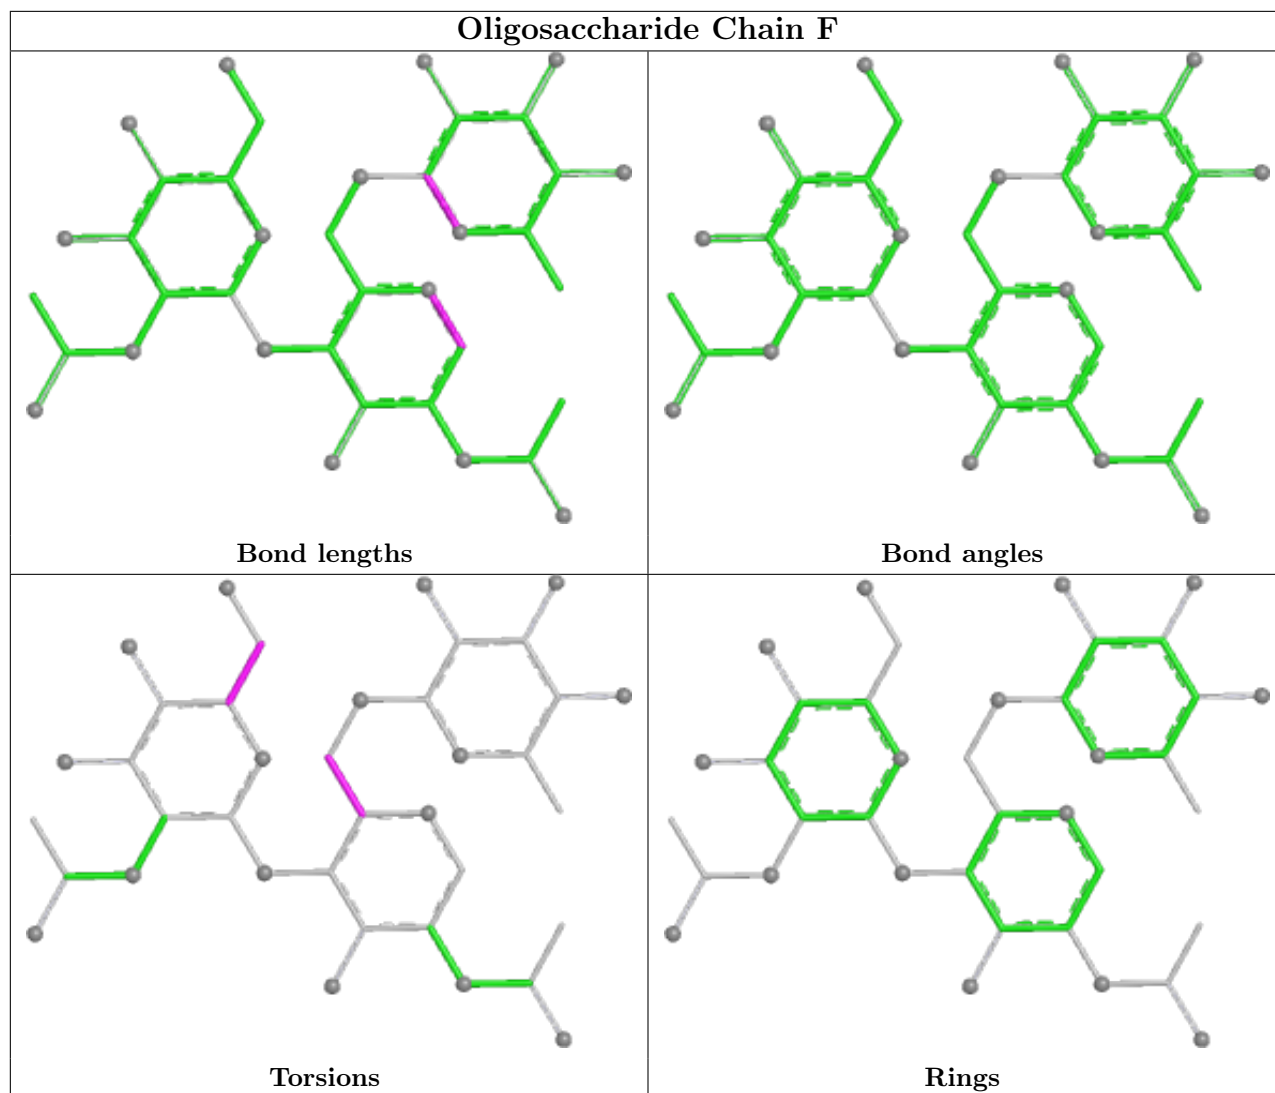 Oligosaccharide Chain F
Bond lengths
Bond angles
Torsions
Rings